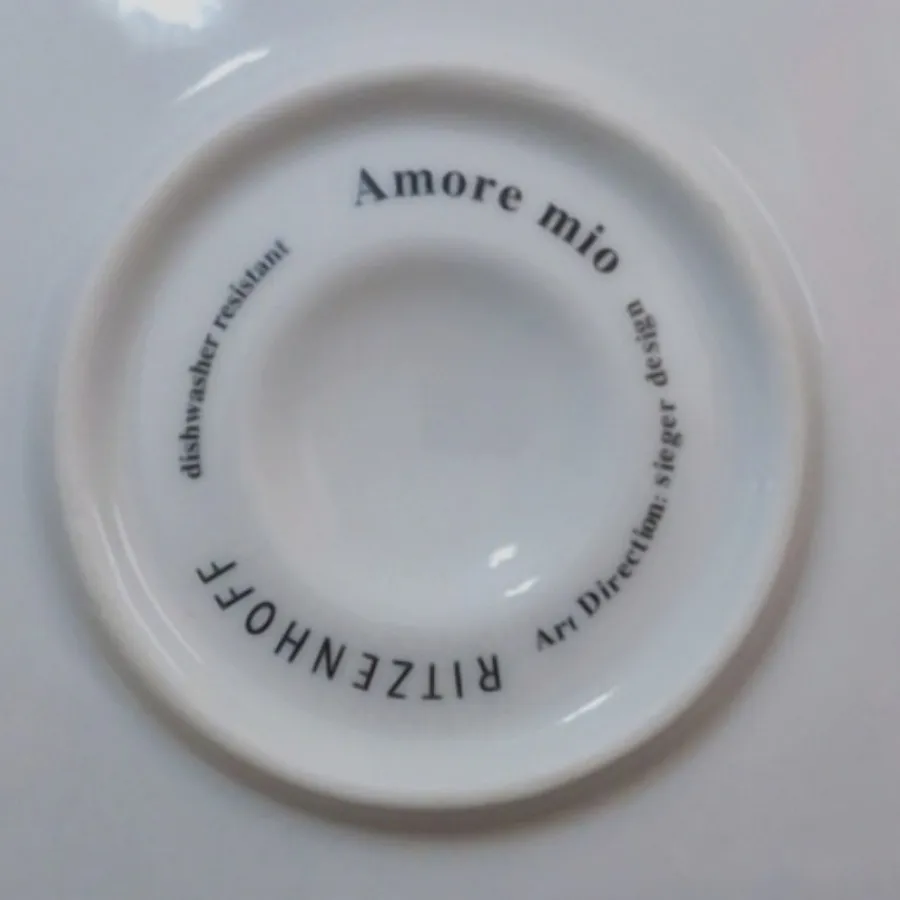 Amore mio
Art Direction: sieger design
RITZENHOFF
dishwasher resistant